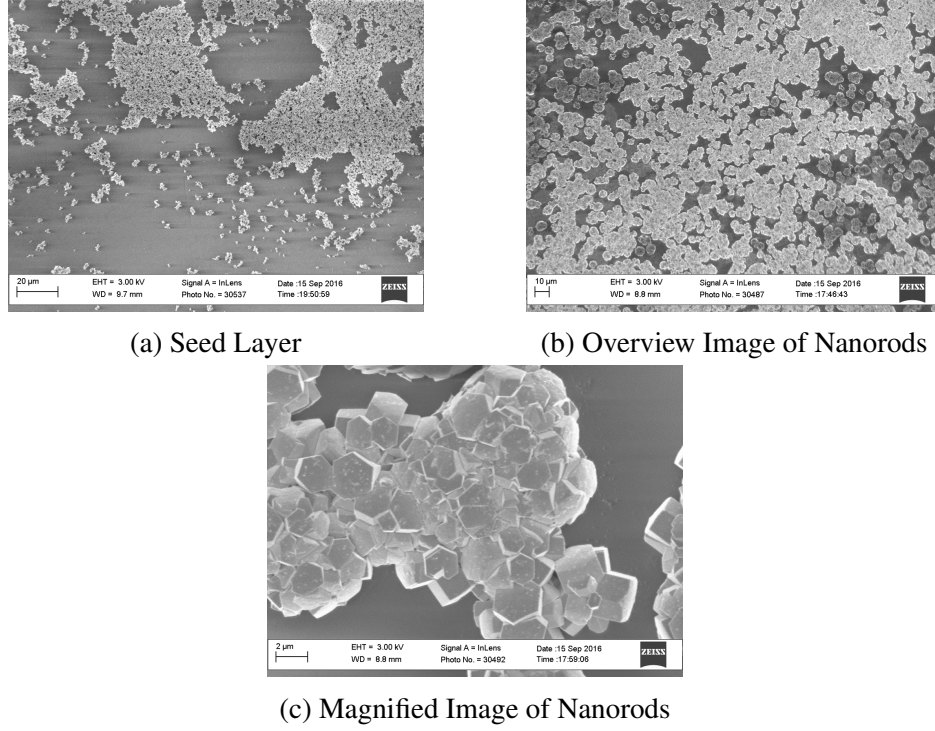 20 µm
EHT = 3.00 kV
Signal A = InLens
Date :15 Sep 2016
WD = 9.7 mm
Photo No. = 30537
Time :19:50:59
ZEISS
(a) Seed Layer
10 µm
EHT = 3.00 kV
Signal A = InLens
Date :15 Sep 2016
WD = 8.8 mm
Photo No. = 30487
Time :17:46:43
ZEISS
(b) Overview Image of Nanorods
2 µm
EHT = 3.00 kV
Signal A = InLens
Date :15 Sep 2016
WD = 8.8 mm
Photo No. = 30492
Time :17:59:06
ZEISS
(c) Magnified Image of Nanorods